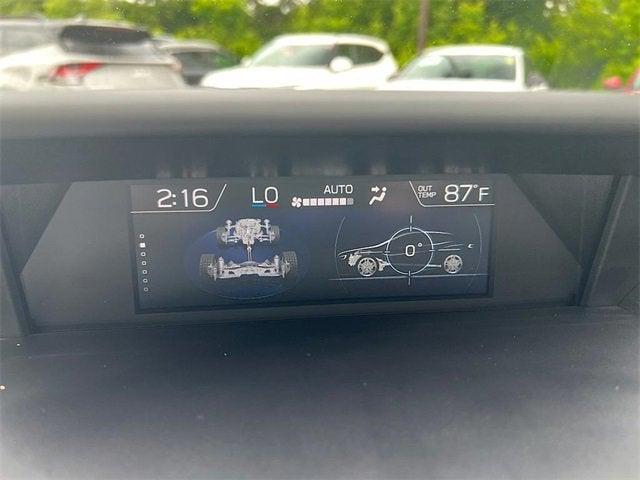 2:16 LO AUTO OUT TEMP 87°F
0°